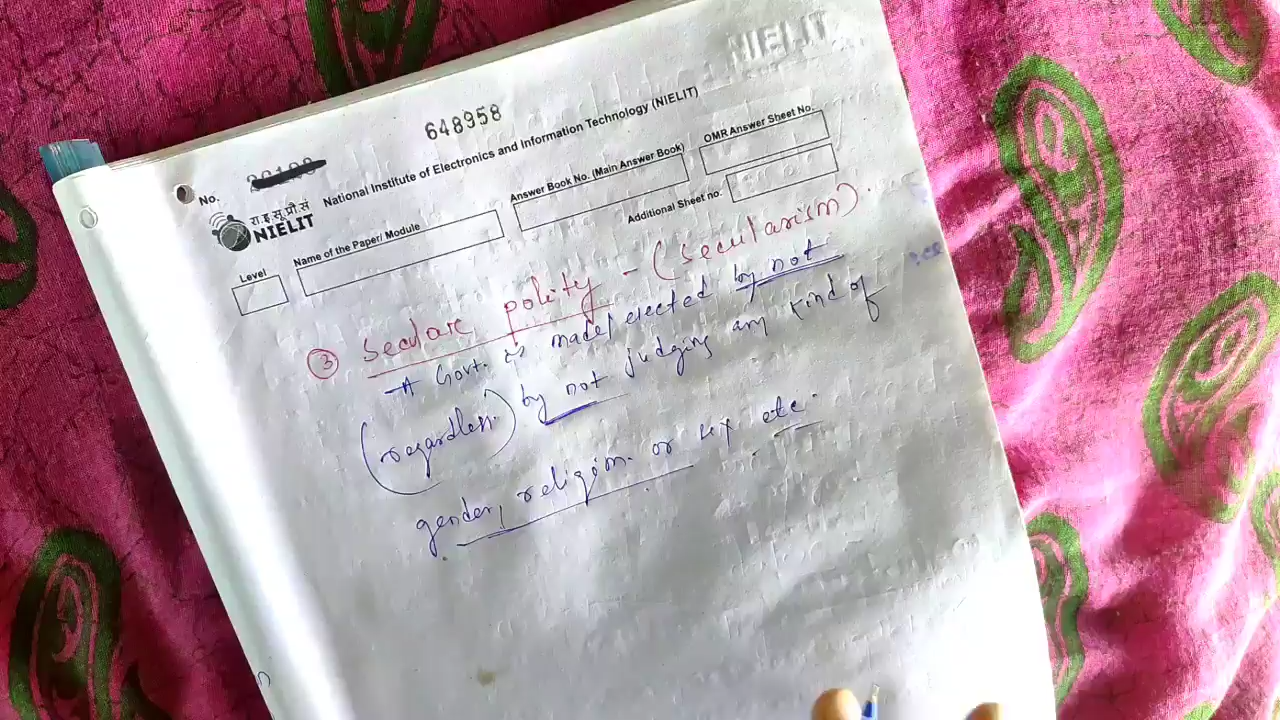 NIELIT
648958
No.
National Institute of Electronics and Information Technology (NIELIT)
रा इ सू प्रौ सं
NIELIT
Level
Name of the Paper/ Module
Answer Book No. (Main Answer Book)
OMR Answer Sheet No.
Additional Sheet no.
③ Secular polity - (Secularism).
A Govt. is made/elected by not
(regardless) by not judging any kind of
gender, religion or sex etc.